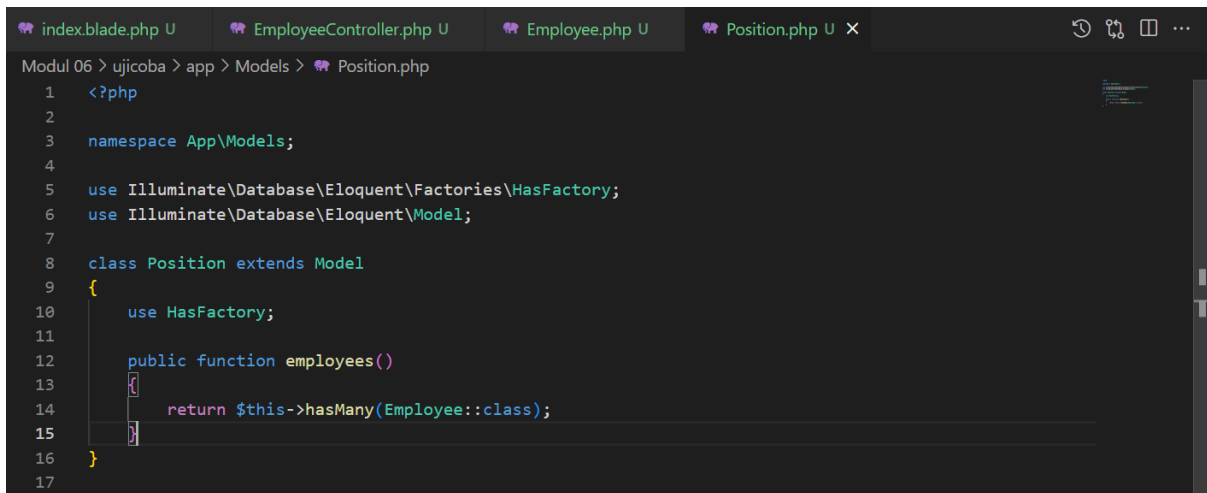 index.blade.php U EmployeeController.php U Employee.php U Position.php U
Modul 06 > ujicoba > app > Models > Position.php
1 <?php
2
3 namespace App\Models;
4
5 use Illuminate\Database\Eloquent\Factories\HasFactory;
6 use Illuminate\Database\Eloquent\Model;
7
8 class Position extends Model
9 {
10     use HasFactory;
11
12     public function employees()
13     {
14         return $this->hasMany(Employee::class);
15     }
16 }
17